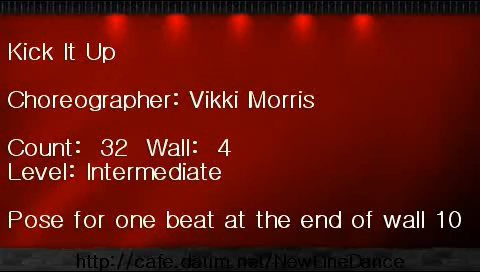 Kick It Up
Choreographer: Vikki Morris
Count: 32 Wall: 4
Level: Intermediate
Pose for one beat at the end of wall 10
http://cafe.daum.net/NewLineDance